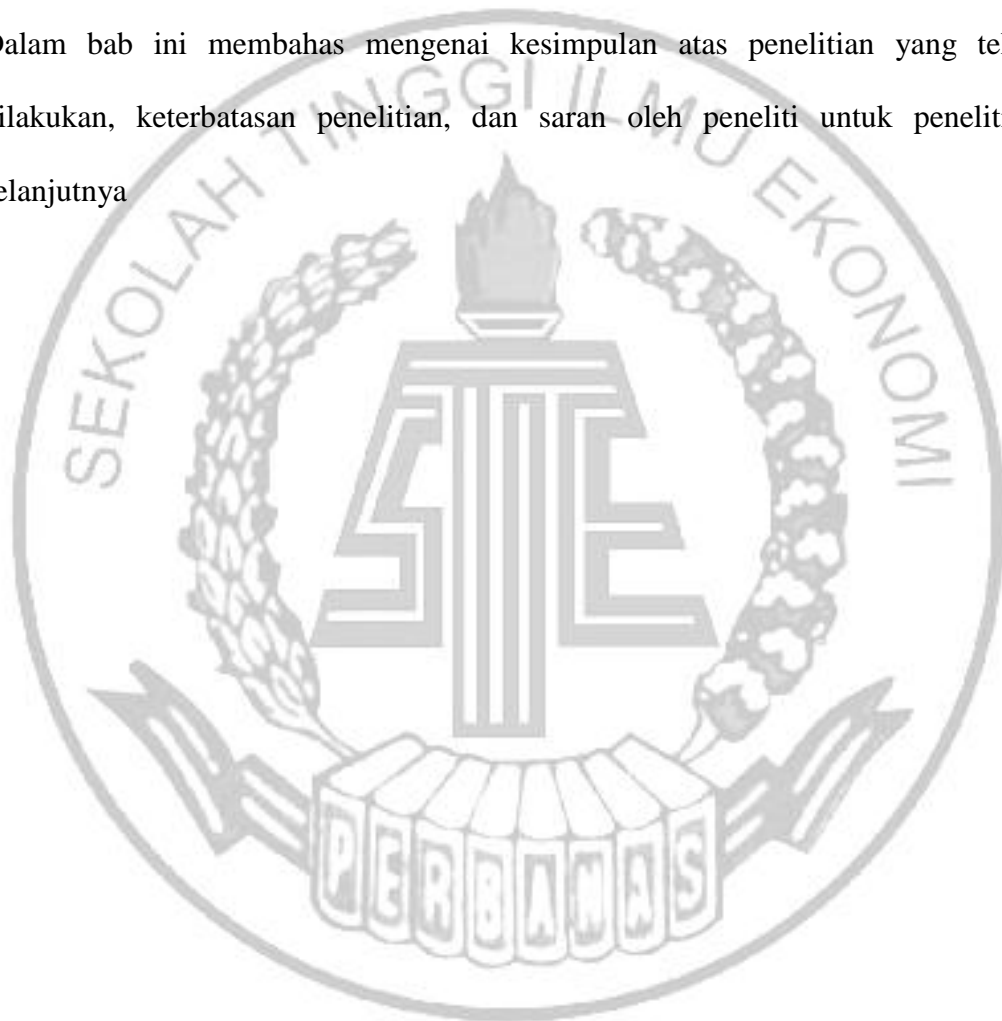 Dalam bab ini membahas mengenai kesimpulan atas penelitian yang tel
ilakukan, keterbatasan penelitian, dan saran oleh peneliti untuk peneliti
elanjutnya
SEKOLAH TINGGI ILMU EKONOMI
STIE
PERBANAS